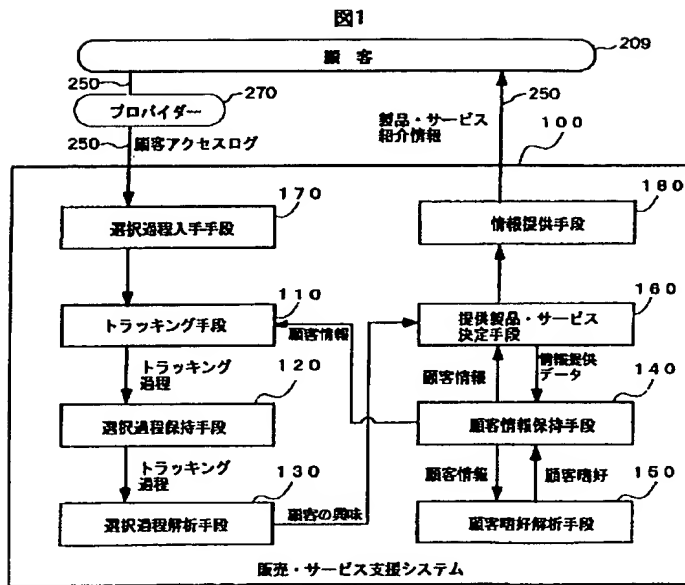 図1
顧客
209
250
270
プロバイダー
250
顧客アクセスログ
250
製品・サービス
紹介情報
100
170
選択過程入手手段
180
情報提供手段
110
トラッキング手段
顧客情報
160
提供製品・サービス
決定手段
トラッキング
過程
120
顧客情報
情報提供
データ
140
選択過程保持手段
顧客情報保持手段
トラッキング
過程
130
顧客情報
顧客嗜好
150
選択過程解析手段
顧客の興味
顧客嗜好解析手段
販売・サービス支援システム